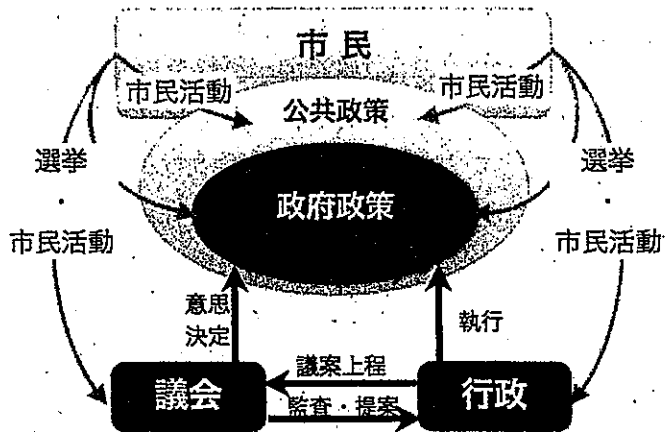 市民
市民活動
市民活動
公共政策
選挙
選挙
政府政策
・
市民活動
・
市民活動
意思
決定
執行
議案上程
議会
行政
監査・提案